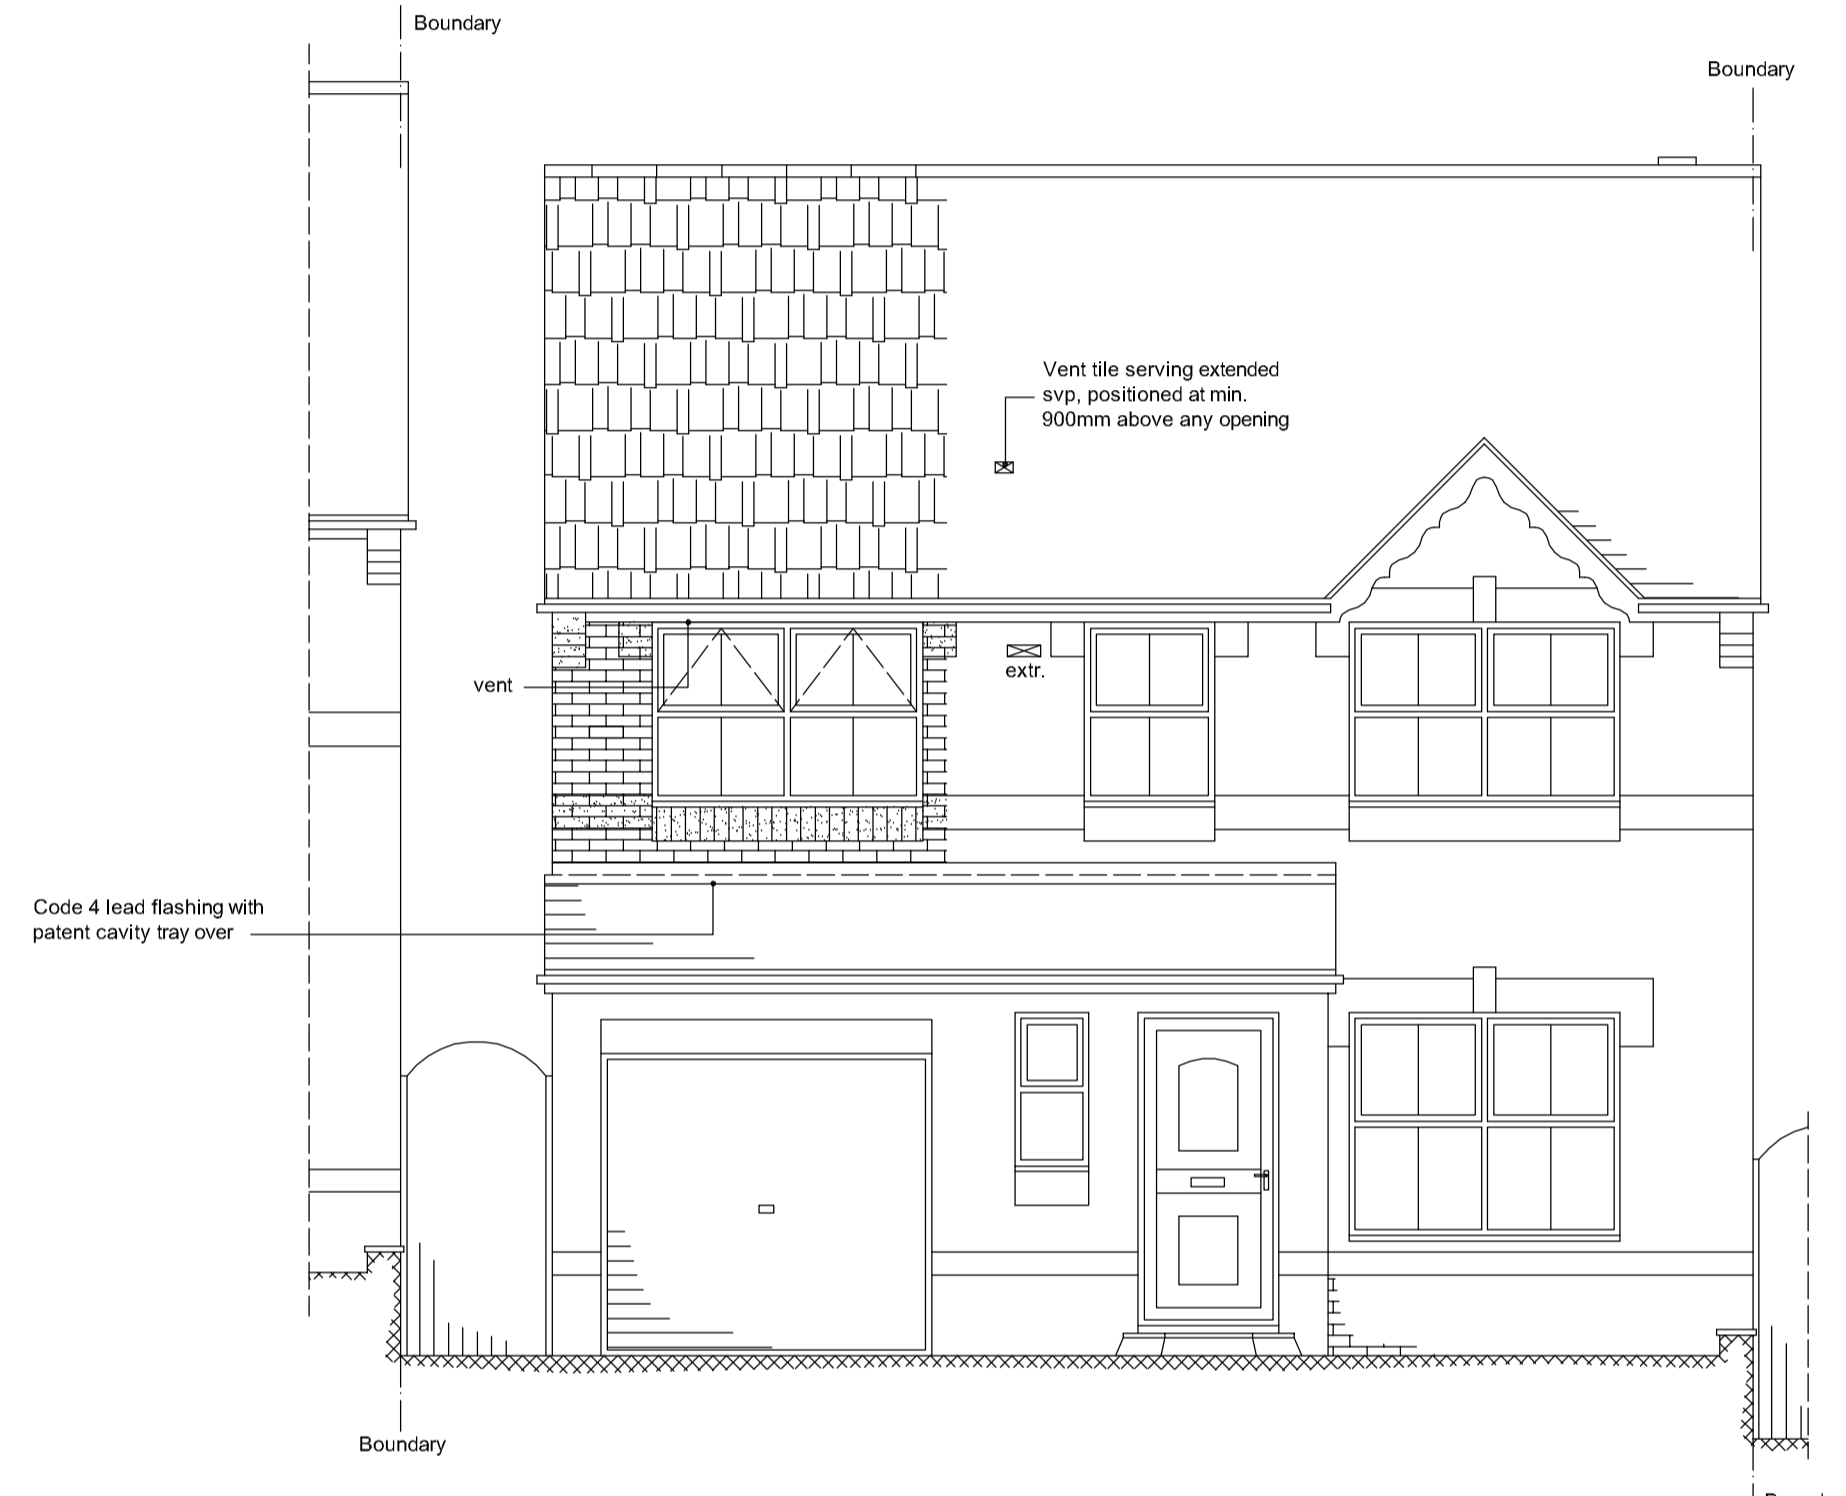 Boundary
Boundary
Vent tile serving extended
svp, positioned at min.
900mm above any opening
extr.
vent
Code 4 lead flashing with
patent cavity tray over
Boundary